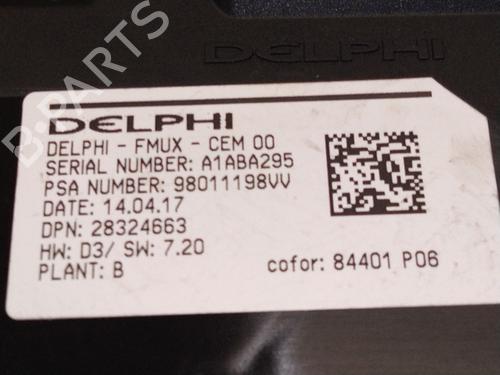 B-PARTS
DELPHI
DELPHI
DELPHI - FMUX - CEM 00
SERIAL NUMBER: A1ABA295
PSA NUMBER: 98011198VV
DATE: 14.04.17
DPN: 28324663
HW: D3/ SW: 7.20
PLANT: B
cofor: 84401 P06